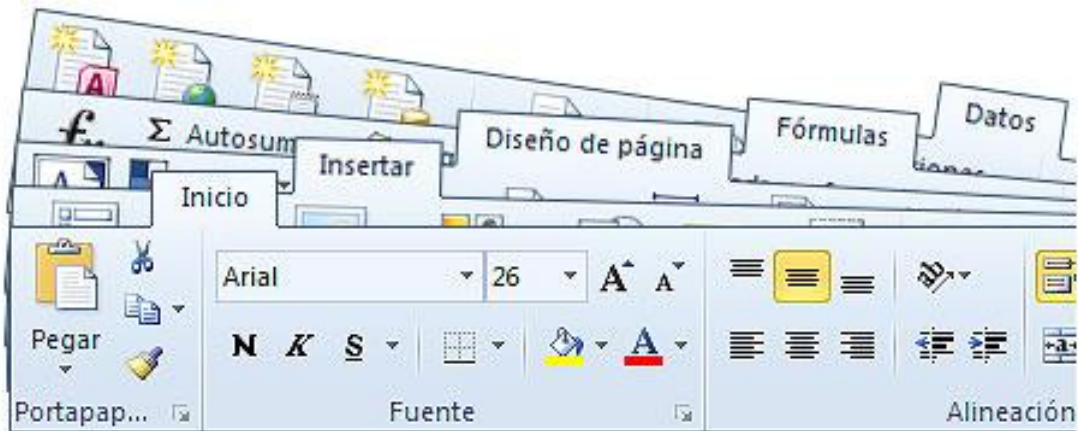 Datos
Fórmulas
Diseño de página
Σ Autosum
Insertar
Inicio
Arial 26 A A
Pegar
N K S A
Portapap... Fuente Alineación